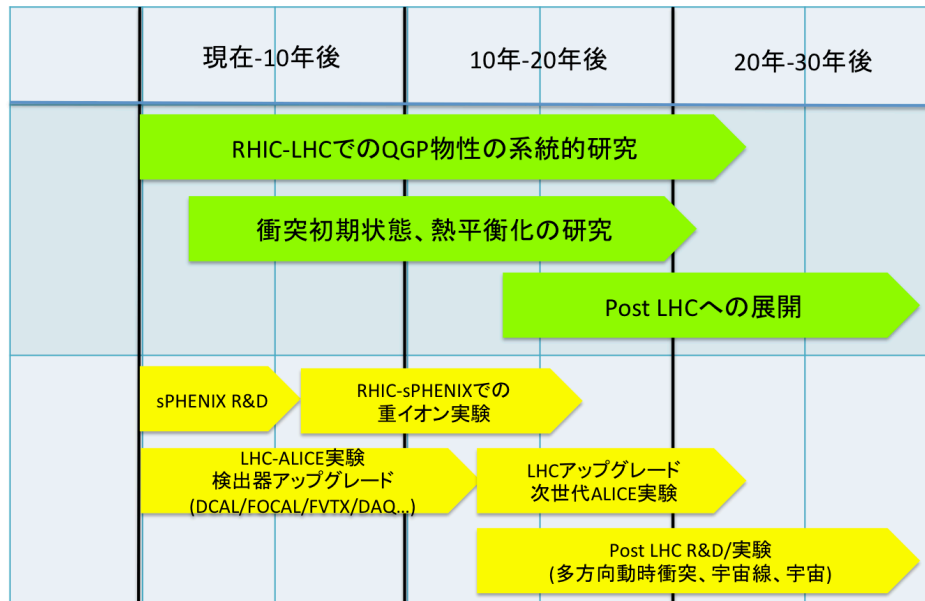 現在-10年後
10年-20年後
20年-30年後
RHIC-LHCでのQGP物性の系統的研究
衝突初期状態、熱平衡化の研究
Post LHCへの展開
sPHENIX R&D
RHIC-sPHENIXでの
重イオン実験
LHC-ALICE実験
検出器アップグレード
(DCAL/FOCAL/FVTX/DAQ...)
LHCアップグレード
次世代ALICE実験
Post LHC R&D/実験
(多方向動時衝突、宇宙線、宇宙)